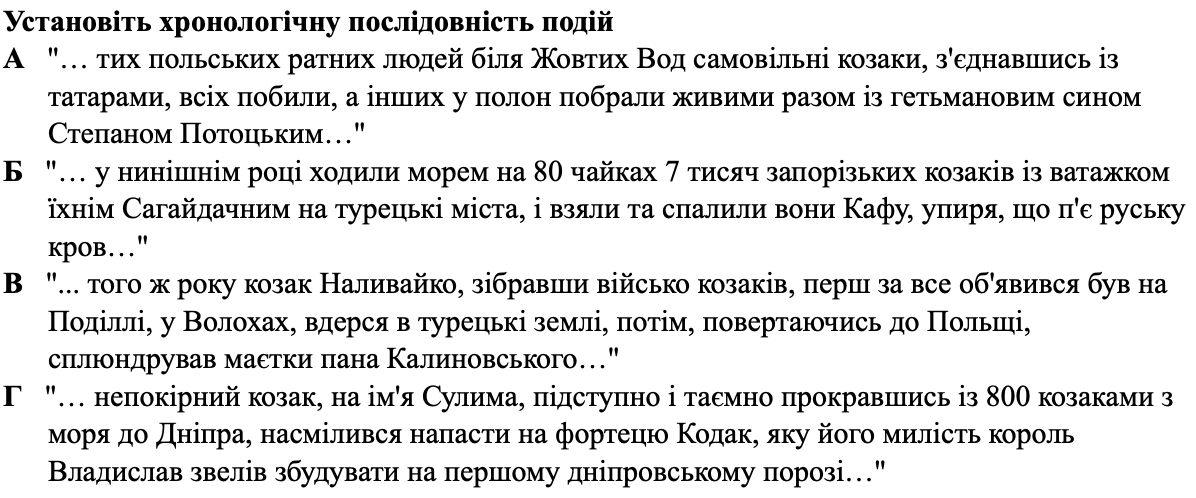 Установіть хронологічну послідовність подій
А "… тих польських ратних людей біля Жовтих Вод самовільні козаки, з'єднавшись із
татарами, всіх побили, а інших у полон побрали живими разом із гетьмановим сином
Степаном Потоцьким…"
Б "… у нинішнім році ходили морем на 80 чайках 7 тисяч запорізьких козаків із ватажком
їхнім Сагайдачним на турецькі міста, і взяли та спалили вони Кафу, упиря, що п'є руську
кров…"
В "... того ж року козак Наливайко, зібравши військо козаків, перш за все об'явився був на
Поділлі, у Волохах, вдерся в турецькі землі, потім, повертаючись до Польщі,
сплюндрував маєтки пана Калиновського…"
Г "… непокірний козак, на ім'я Сулима, підступно і таємно прокравшись із 800 козаками з
моря до Дніпра, насмілився напасти на фортецю Кодак, яку його милість король
Владислав звелів збудувати на першому дніпровському порозі…"